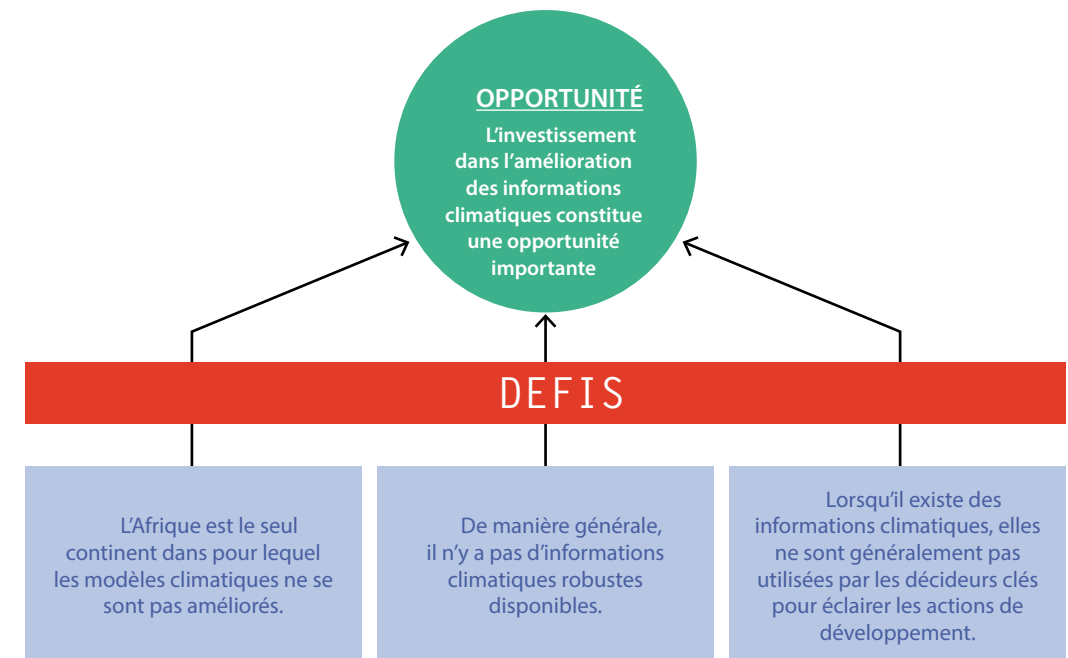 OPPORTUNITÉ
L'investissement
dans l'amélioration
des informations
climatiques constitue
une opportunité
importante
DEFIS
L'Afrique est le seul
continent dans pour lequel
les modèles climatiques ne se
sont pas améliorés.
De manière générale,
il n'y a pas d'informations
climatiques robustes
disponibles.
Lorsqu'il existe des
informations climatiques, elles
ne sont généralement pas
utilisées par les décideurs clés
pour éclairer les actions de
développement.